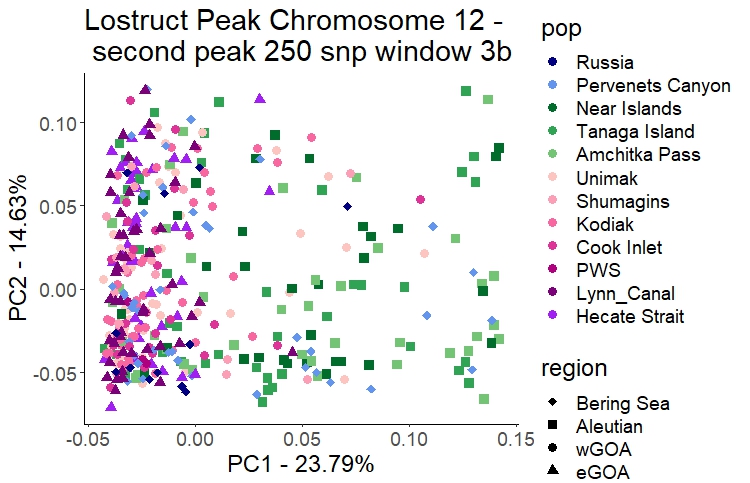 Lostruct Peak Chromosome 12 -
second peak 250 snp window 3b
PC2 - 14.63%
0.10
0.05
0.00
-0.05
-0.05
0.00
0.05
0.10
0.15
PC1 - 23.79%
pop
Russia
Pervenets Canyon
Near Islands
Tanaga Island
Amchitka Pass
Unimak
Shumagins
Kodiak
Cook Inlet
PWS
Lynn_Canal
Hecate Strait
region
Bering Sea
Aleutian
wGOA
eGOA